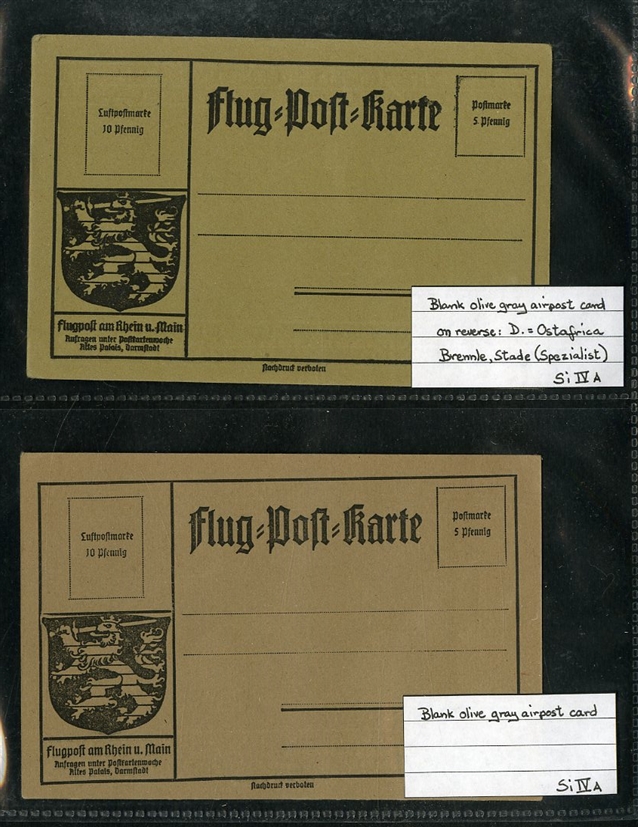 Luftpostmarke
10 Pfennig
Flug-Post-Karte
Postmarke
5 Pfennig
Flugpost am Rhein u. Main
Anfragen unter Postkartenwoche
Altes Palais, Darmstadt
Nachdruck verboten
Blank olive gray airpost card
on reverse: D. = Ostafrica
Brennle, Stade (Spezialist)
Si IV A
Luftpostmarke
10 Pfennig
Flug-Post-Karte
Postmarke
5 Pfennig
Flugpost am Rhein u. Main
Anfragen unter Postkartenwoche
Altes Palais, Darmstadt
Nachdruck verboten
Blank olive gray airpost card
Si IV A